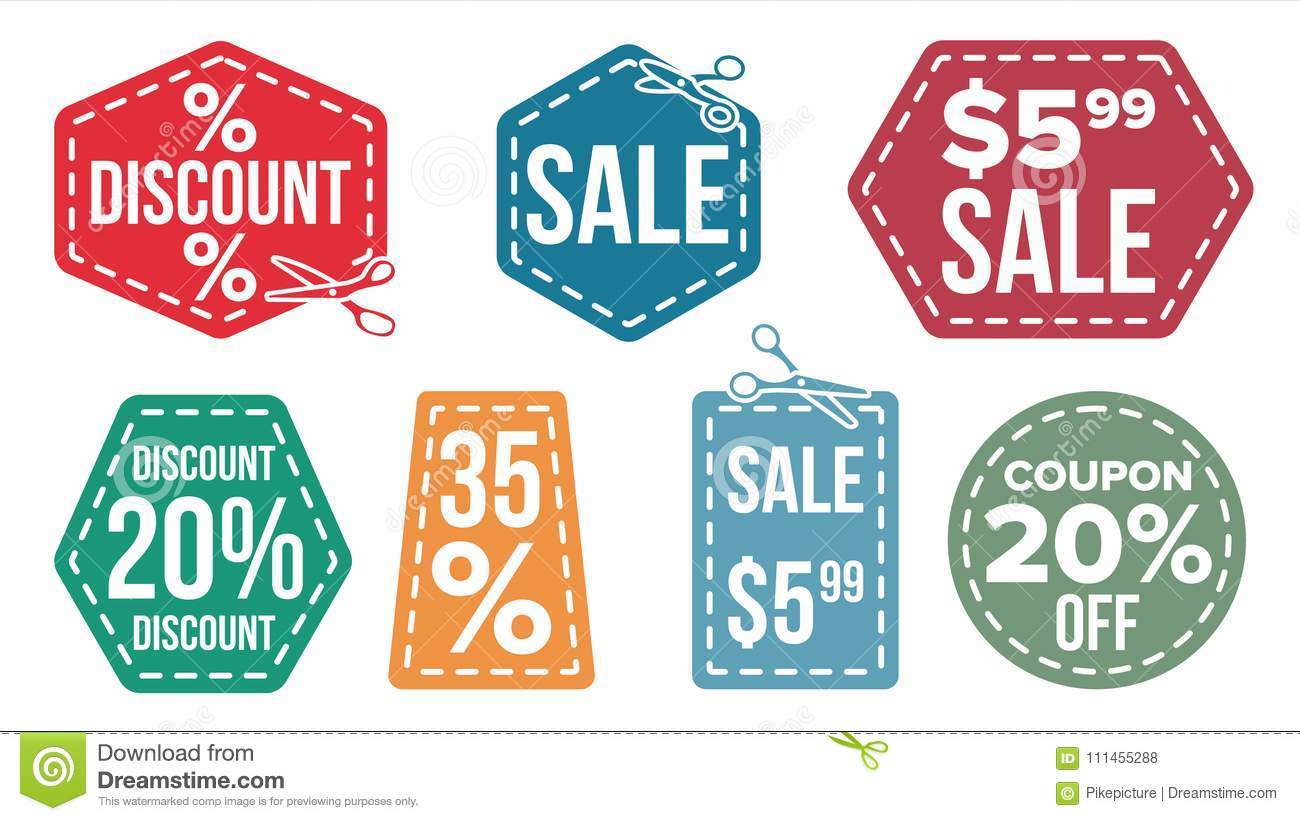 %
DISCOUNT
%
SALE
$599
SALE
DISCOUNT
20%
DISCOUNT
35
%
SALE
$599
COUPON
20%
OFF
Download from
Dreamstime.com
This watermarked comp image is for previewing purposes only.
ID 111455288
© Pikepicture | Dreamstime.com